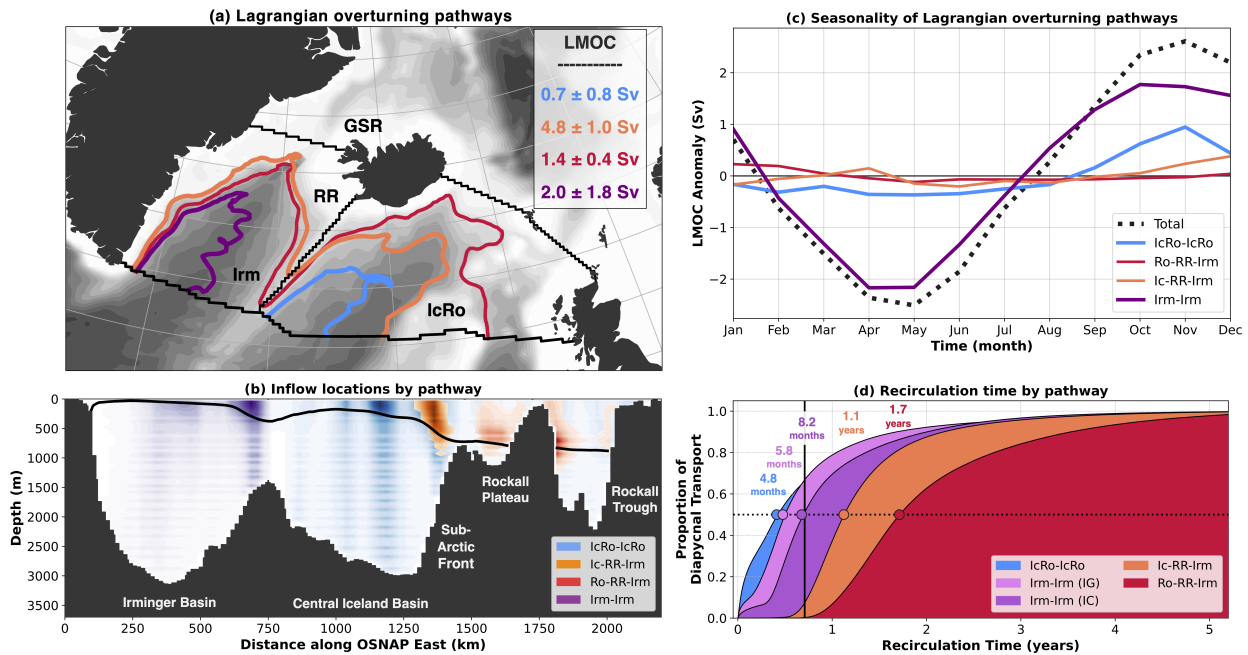 (a) Lagrangian overturning pathways
LMOC
-----------
0.7 ± 0.8 Sv
4.8 ± 1.0 Sv
1.4 ± 0.4 Sv
2.0 ± 1.8 Sv
GSR
RR
Irm
IcRo
(c) Seasonality of Lagrangian overturning pathways
LMOC Anomaly (Sv)
2
1
0
−1
−2
Total
IcRo-IcRo
Ro-RR-Irm
Ic-RR-Irm
Irm-Irm
Jan Feb Mar Apr May Jun Jul Aug Sep Oct Nov Dec
Time (month)
(b) Inflow locations by pathway
Depth (m)
0
500
1000
1500
2000
2500
3000
3500
Rockall
Plateau
Rockall
Trough
Sub-
Arctic
Front
Irminger Basin
Central Iceland Basin
IcRo-IcRo
Ic-RR-Irm
Ro-RR-Irm
Irm-Irm
0 250 500 750 1000 1250 1500 1750 2000
Distance along OSNAP East (km)
(d) Recirculation time by pathway
Proportion of
Diapycnal Transport
1.0
0.8
0.6
0.4
0.2
0.0
4.8
months
5.8
months
8.2
months
1.1
years
1.7
years
IcRo-IcRo
Irm-Irm (IG)
Irm-Irm (IC)
Ic-RR-Irm
Ro-RR-Irm
0 1 2 3 4 5
Recirculation Time (years)